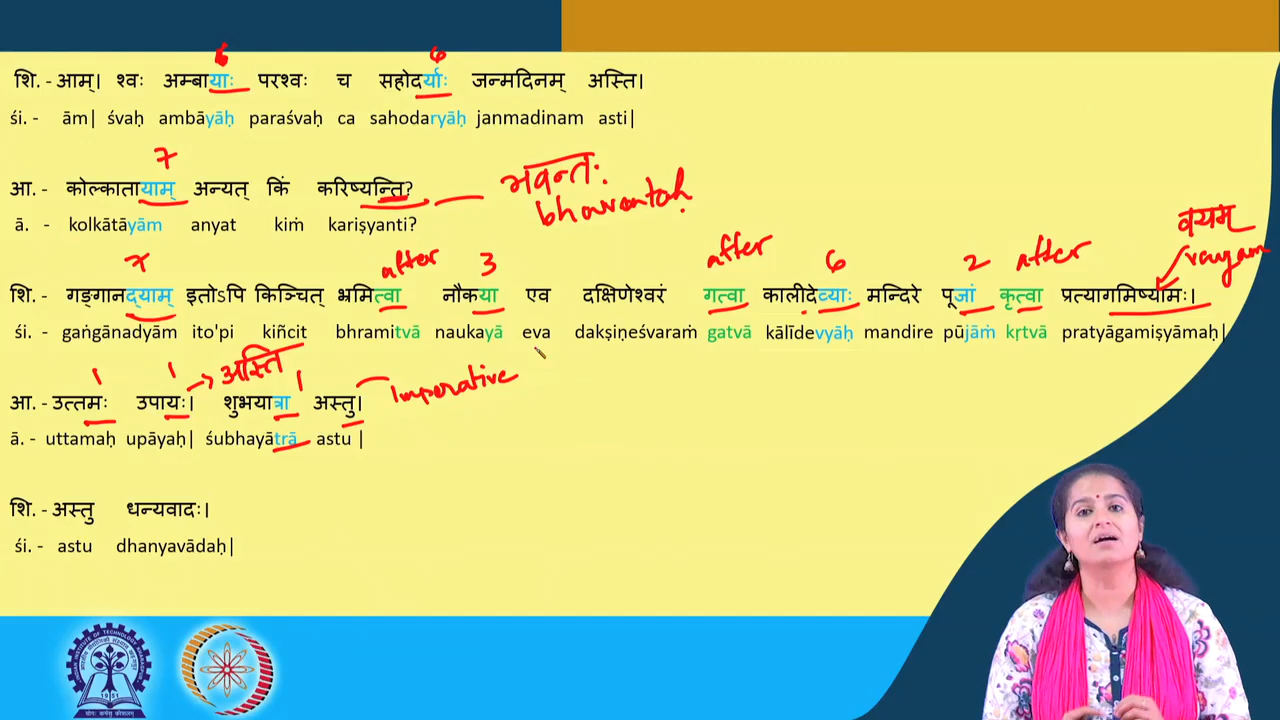 6 6
शि. - आम्। श्वः अम्बायाः परश्वः च सहोदर्याः जन्मदिनम् अस्ति।
śi. - ām| śvaḥ ambāyāḥ paraśvaḥ ca sahodaryāḥ janmadinam asti|
7
आ. - कोल्कातायाम् अन्यत् किं करिष्यन्ति? भवन्तः
ā. - kolkātāyām anyat kiṁ kariṣyanti? bhavantaḥ
7 after 3 after 6 2 after वयम् vayam
शि. - गङ्गानद्याम् इतोऽपि किञ्चित् भ्रमित्वा नौकया एव दक्षिणेश्वरं गत्वा कालीदेव्याः मन्दिरे पूजां कृत्वा प्रत्यागमिष्यामः।
śi. - gaṅgānadyām ito'pi kiñcit bhramitvā naukayā eva dakṣiṇeśvaraṁ gatvā kālīdevyāḥ mandire pūjāṁ kṛtvā pratyāgamiṣyāmaḥ|
1 1 अस्ति 1 Imperative
आ. - उत्तमः उपायः। शुभयात्रा अस्तु।
ā. - uttamaḥ upāyaḥ| śubhayātrā astu |
शि. - अस्तु धन्यवादः।
śi. - astu dhanyavādaḥ|
1951